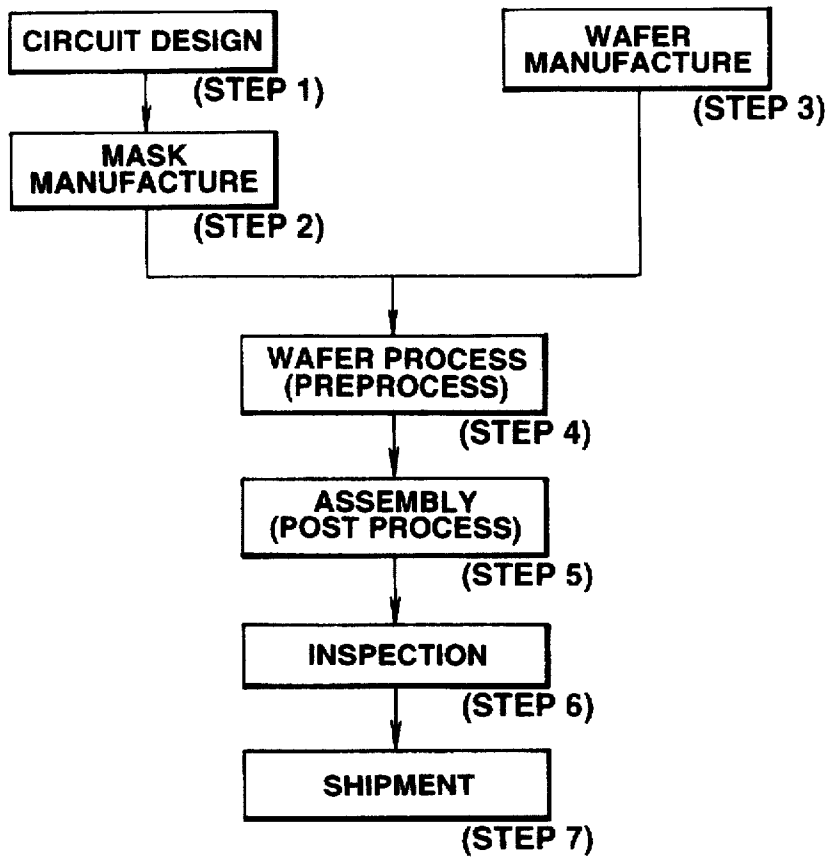 CIRCUIT DESIGN
(STEP 1)
MASK
MANUFACTURE
(STEP 2)
WAFER
MANUFACTURE
(STEP 3)
WAFER PROCESS
(PREPROCESS)
(STEP 4)
ASSEMBLY
(POST PROCESS)
(STEP 5)
INSPECTION
(STEP 6)
SHIPMENT
(STEP 7)